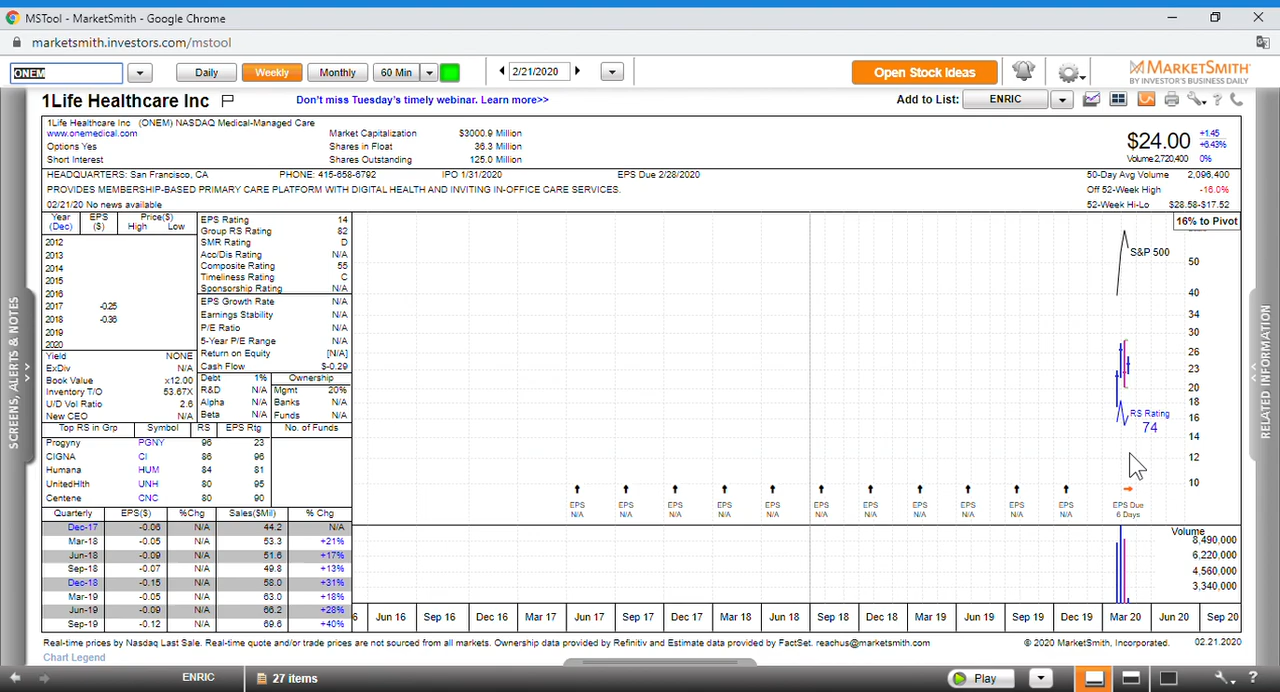 MSTool - MarketSmith - Google Chrome
marketsmith.investors.com/mstool
ONEM Daily Weekly Monthly 60 Min 2/21/2020 Open Stock Ideas MARKETSMITH
BY INVESTOR'S BUSINESS DAILY
1Life Healthcare Inc Don't miss Tuesday's timely webinar. Learn more>> Add to List: ENRIC
1Life Healthcare Inc (ONEM) NASDAQ Medical-Managed Care
www.onemedical.com Market Capitalization $3000.9 Million $24.00 +1.45
Options Yes Shares in Float 36.3 Million +6.43%
Short Interest Shares Outstanding 125.0 Million Volume 2,720,400 0%
HEADQUARTERS: San Francisco, CA PHONE: 415-658-6792 IPO 1/31/2020 EPS Due 2/28/2020 50-Day Avg Volume 2,096,400
PROVIDES MEMBERSHIP-BASED PRIMARY CARE PLATFORM WITH DIGITAL HEALTH AND INVITING IN-OFFICE CARE SERVICES. Off 52-Week High -16.0%
02/21/20 No news available 52-Week Hi-Lo $28.58-$17.52
Year EPS Price($)
(Dec) ($) High Low
2012
2013
2014
2015
2016
2017 -0.25
2018 -0.36
2019
2020
Yield NONE
ExDiv N/A
Book Value x12.00
Inventory T/O 53.67X
U/D Vol Ratio 2.6
New CEO N/A
EPS Rating 14
Group RS Rating 82
SMR Rating D
Acc/Dis Rating N/A
Composite Rating 55
Timeliness Rating C
Sponsorship Rating N/A
EPS Growth Rate N/A
Earnings Stability N/A
P/E Ratio N/A
5-Year P/E Range N/A
Return on Equity [N/A]
Cash Flow $-0.29
Debt 1% Ownership
R&D N/A Mgmt 20%
Alpha N/A Banks N/A
Beta N/A Funds N/A
Top RS in Grp Symbol RS EPS Rtg No. of Funds
Progyny PGNY 96 23
CIGNA CI 86 96
Humana HUM 84 81
UnitedHlth UNH 80 95
Centene CNC 80 90
Quarterly EPS($) %Chg Sales($Mil) % Chg
Dec-17 -0.06 N/A 44.2 N/A
Mar-18 -0.05 N/A 53.3 +21%
Jun-18 -0.09 N/A 51.6 +17%
Sep-18 -0.07 N/A 49.8 +13%
Dec-18 -0.15 N/A 58.0 +31%
Mar-19 -0.05 N/A 63.0 +18%
Jun-19 -0.09 N/A 66.2 +28%
Sep-19 -0.12 N/A 69.6 +40%
16% to Pivot
S&P 500
50
40
34
30
26
23
20
18
16
14
12
10
RS Rating
74
EPS EPS EPS EPS EPS EPS EPS EPS EPS EPS EPS EPS Due
N/A N/A N/A N/A N/A N/A N/A N/A N/A N/A N/A 6 Days
Volume
8,490,000
6,220,000
4,560,000
3,340,000
6 Jun 16 Sep 16 Dec 16 Mar 17 Jun 17 Sep 17 Dec 17 Mar 18 Jun 18 Sep 18 Dec 18 Mar 19 Jun 19 Sep 19 Dec 19 Mar 20 Jun 20 Sep 20
Real-time prices by Nasdaq Last Sale. Real-time quote and/or trade prices are not sourced from all markets. Ownership data provided by Refinitiv and Estimate data provided by FactSet. reachus@marketsmith.com © 2020 MarketSmith, Incorporated. 02.21.2020
Chart Legend
SCREENS, ALERTS & NOTES
RELATED INFORMATION
ENRIC 27 items Play